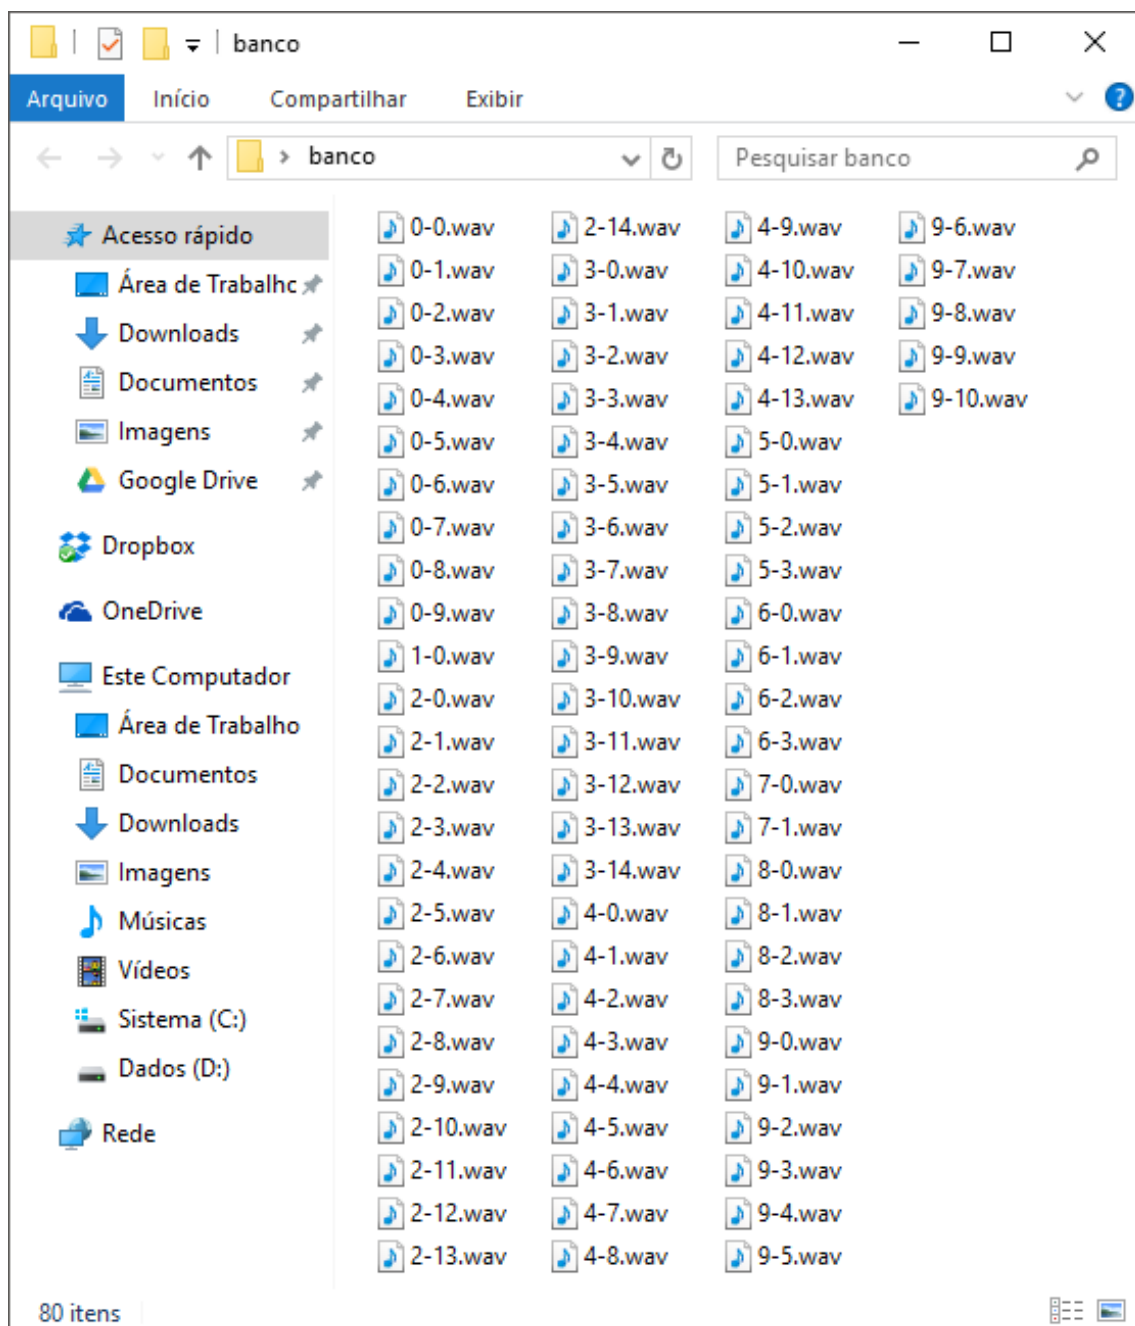 banco
Arquivo Início Compartilhar Exibir
banco
Pesquisar banco
Acesso rápido
Área de Trabalhc
Downloads
Documentos
Imagens
Google Drive
Dropbox
OneDrive
Este Computador
Área de Trabalho
Documentos
Downloads
Imagens
Músicas
Vídeos
Sistema (C:)
Dados (D:)
Rede
0-0.wav
0-1.wav
0-2.wav
0-3.wav
0-4.wav
0-5.wav
0-6.wav
0-7.wav
0-8.wav
0-9.wav
1-0.wav
2-0.wav
2-1.wav
2-2.wav
2-3.wav
2-4.wav
2-5.wav
2-6.wav
2-7.wav
2-8.wav
2-9.wav
2-10.wav
2-11.wav
2-12.wav
2-13.wav
2-14.wav
3-0.wav
3-1.wav
3-2.wav
3-3.wav
3-4.wav
3-5.wav
3-6.wav
3-7.wav
3-8.wav
3-9.wav
3-10.wav
3-11.wav
3-12.wav
3-13.wav
3-14.wav
4-0.wav
4-1.wav
4-2.wav
4-3.wav
4-4.wav
4-5.wav
4-6.wav
4-7.wav
4-8.wav
4-9.wav
4-10.wav
4-11.wav
4-12.wav
4-13.wav
5-0.wav
5-1.wav
5-2.wav
5-3.wav
6-0.wav
6-1.wav
6-2.wav
6-3.wav
7-0.wav
7-1.wav
8-0.wav
8-1.wav
8-2.wav
8-3.wav
9-0.wav
9-1.wav
9-2.wav
9-3.wav
9-4.wav
9-5.wav
9-6.wav
9-7.wav
9-8.wav
9-9.wav
9-10.wav
80 itens